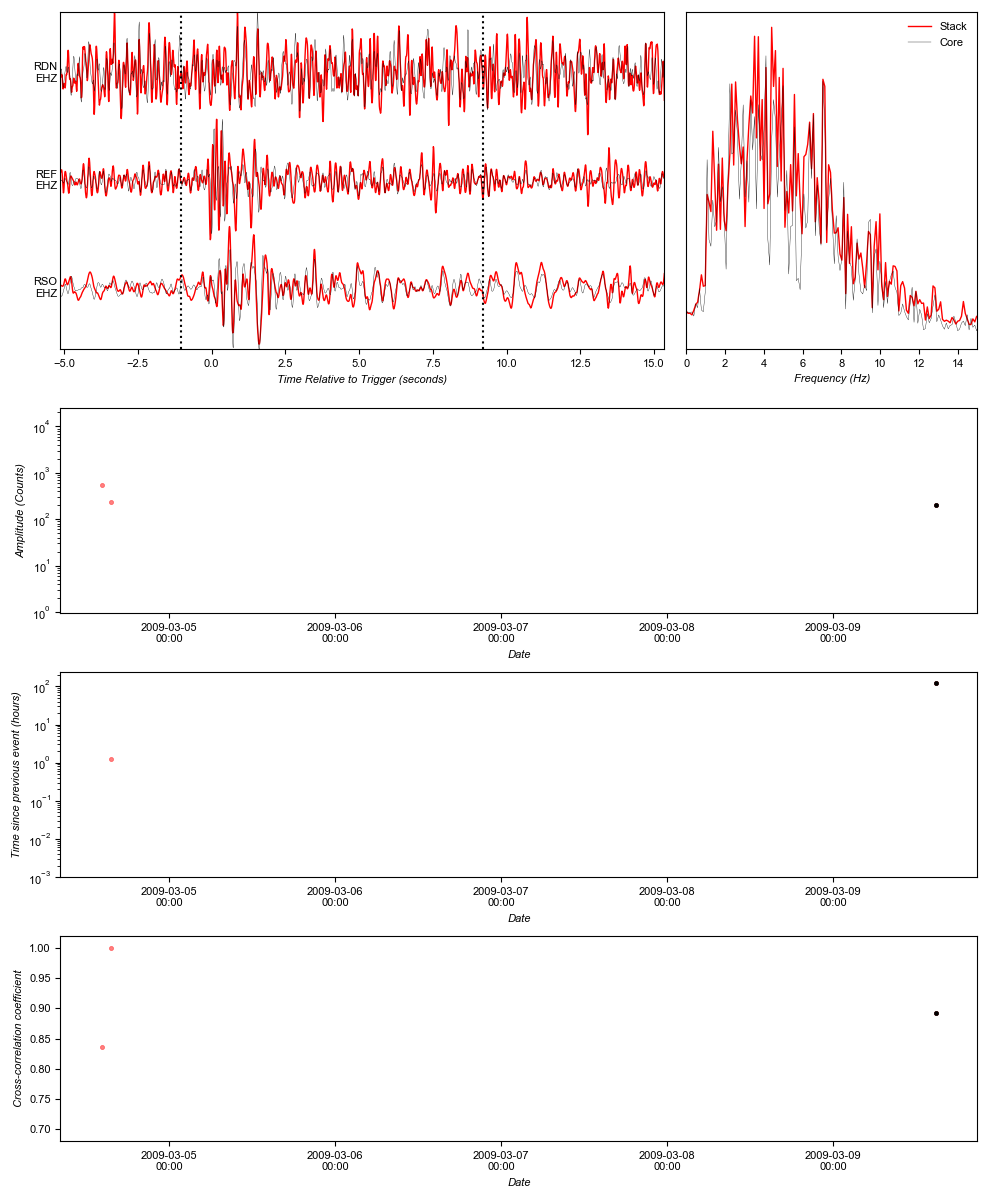 RDN
EHZ
REF
EHZ
RSO
EHZ
−5.0 −2.5 0.0 2.5 5.0 7.5 10.0 12.5 15.0
Time Relative to Trigger (seconds)
Stack
Core
0 2 4 6 8 10 12 14
Frequency (Hz)
10⁴
10³
10²
10¹
10⁰
Amplitude (Counts)
2009-03-05 2009-03-06 2009-03-07 2009-03-08 2009-03-09
00:00 00:00 00:00 00:00 00:00
Date
10²
10¹
10⁰
10⁻¹
10⁻²
10⁻³
Time since previous event (hours)
2009-03-05 2009-03-06 2009-03-07 2009-03-08 2009-03-09
00:00 00:00 00:00 00:00 00:00
Date
1.00
0.95
0.90
0.85
0.80
0.75
0.70
Cross-correlation coefficient
2009-03-05 2009-03-06 2009-03-07 2009-03-08 2009-03-09
00:00 00:00 00:00 00:00 00:00
Date